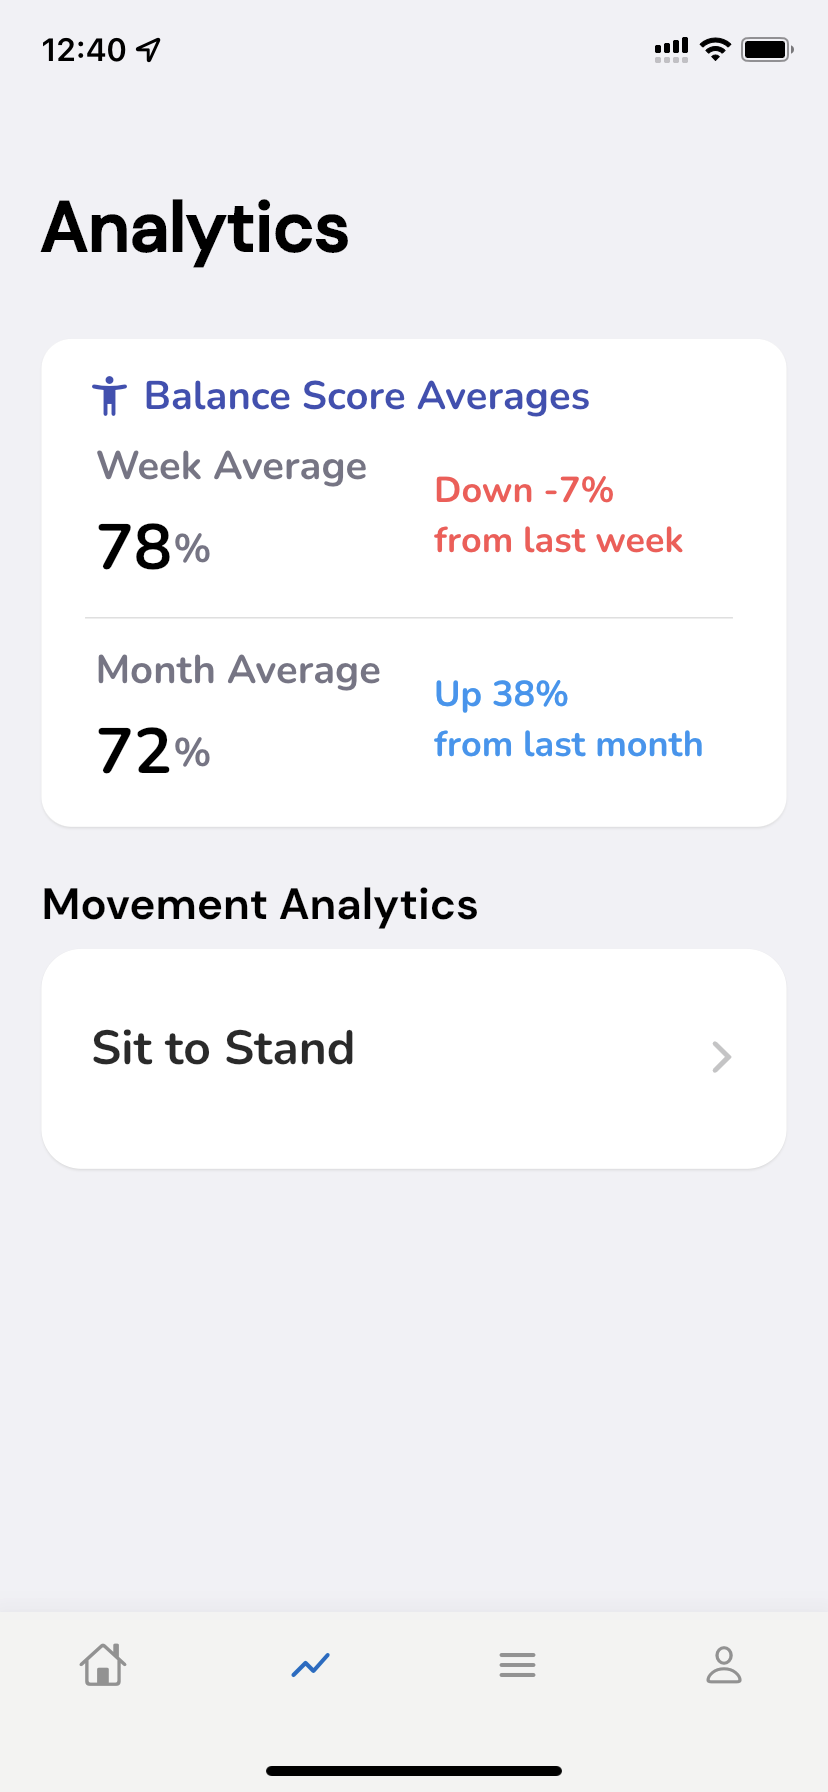 12:40
Analytics
Balance Score Averages
Week Average
78%
Down -7%
from last week
Month Average
72%
Up 38%
from last month
Movement Analytics
Sit to Stand